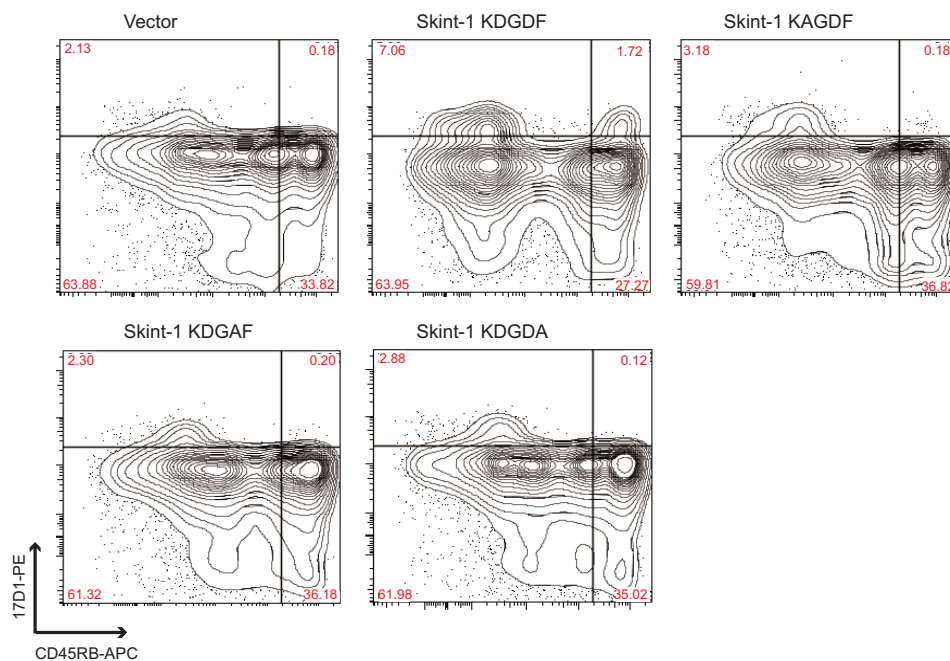 Vector
Skint-1 KDGDF
Skint-1 KAGDF
2.13
0.18
7.06
1.72
3.18
0.18
63.88
33.82
63.95
27.27
59.81
36.82
Skint-1 KDGAF
Skint-1 KDGDA
2.30
0.20
2.88
0.12
61.32
36.18
61.98
35.02
17D1-PE
CD45RB-APC